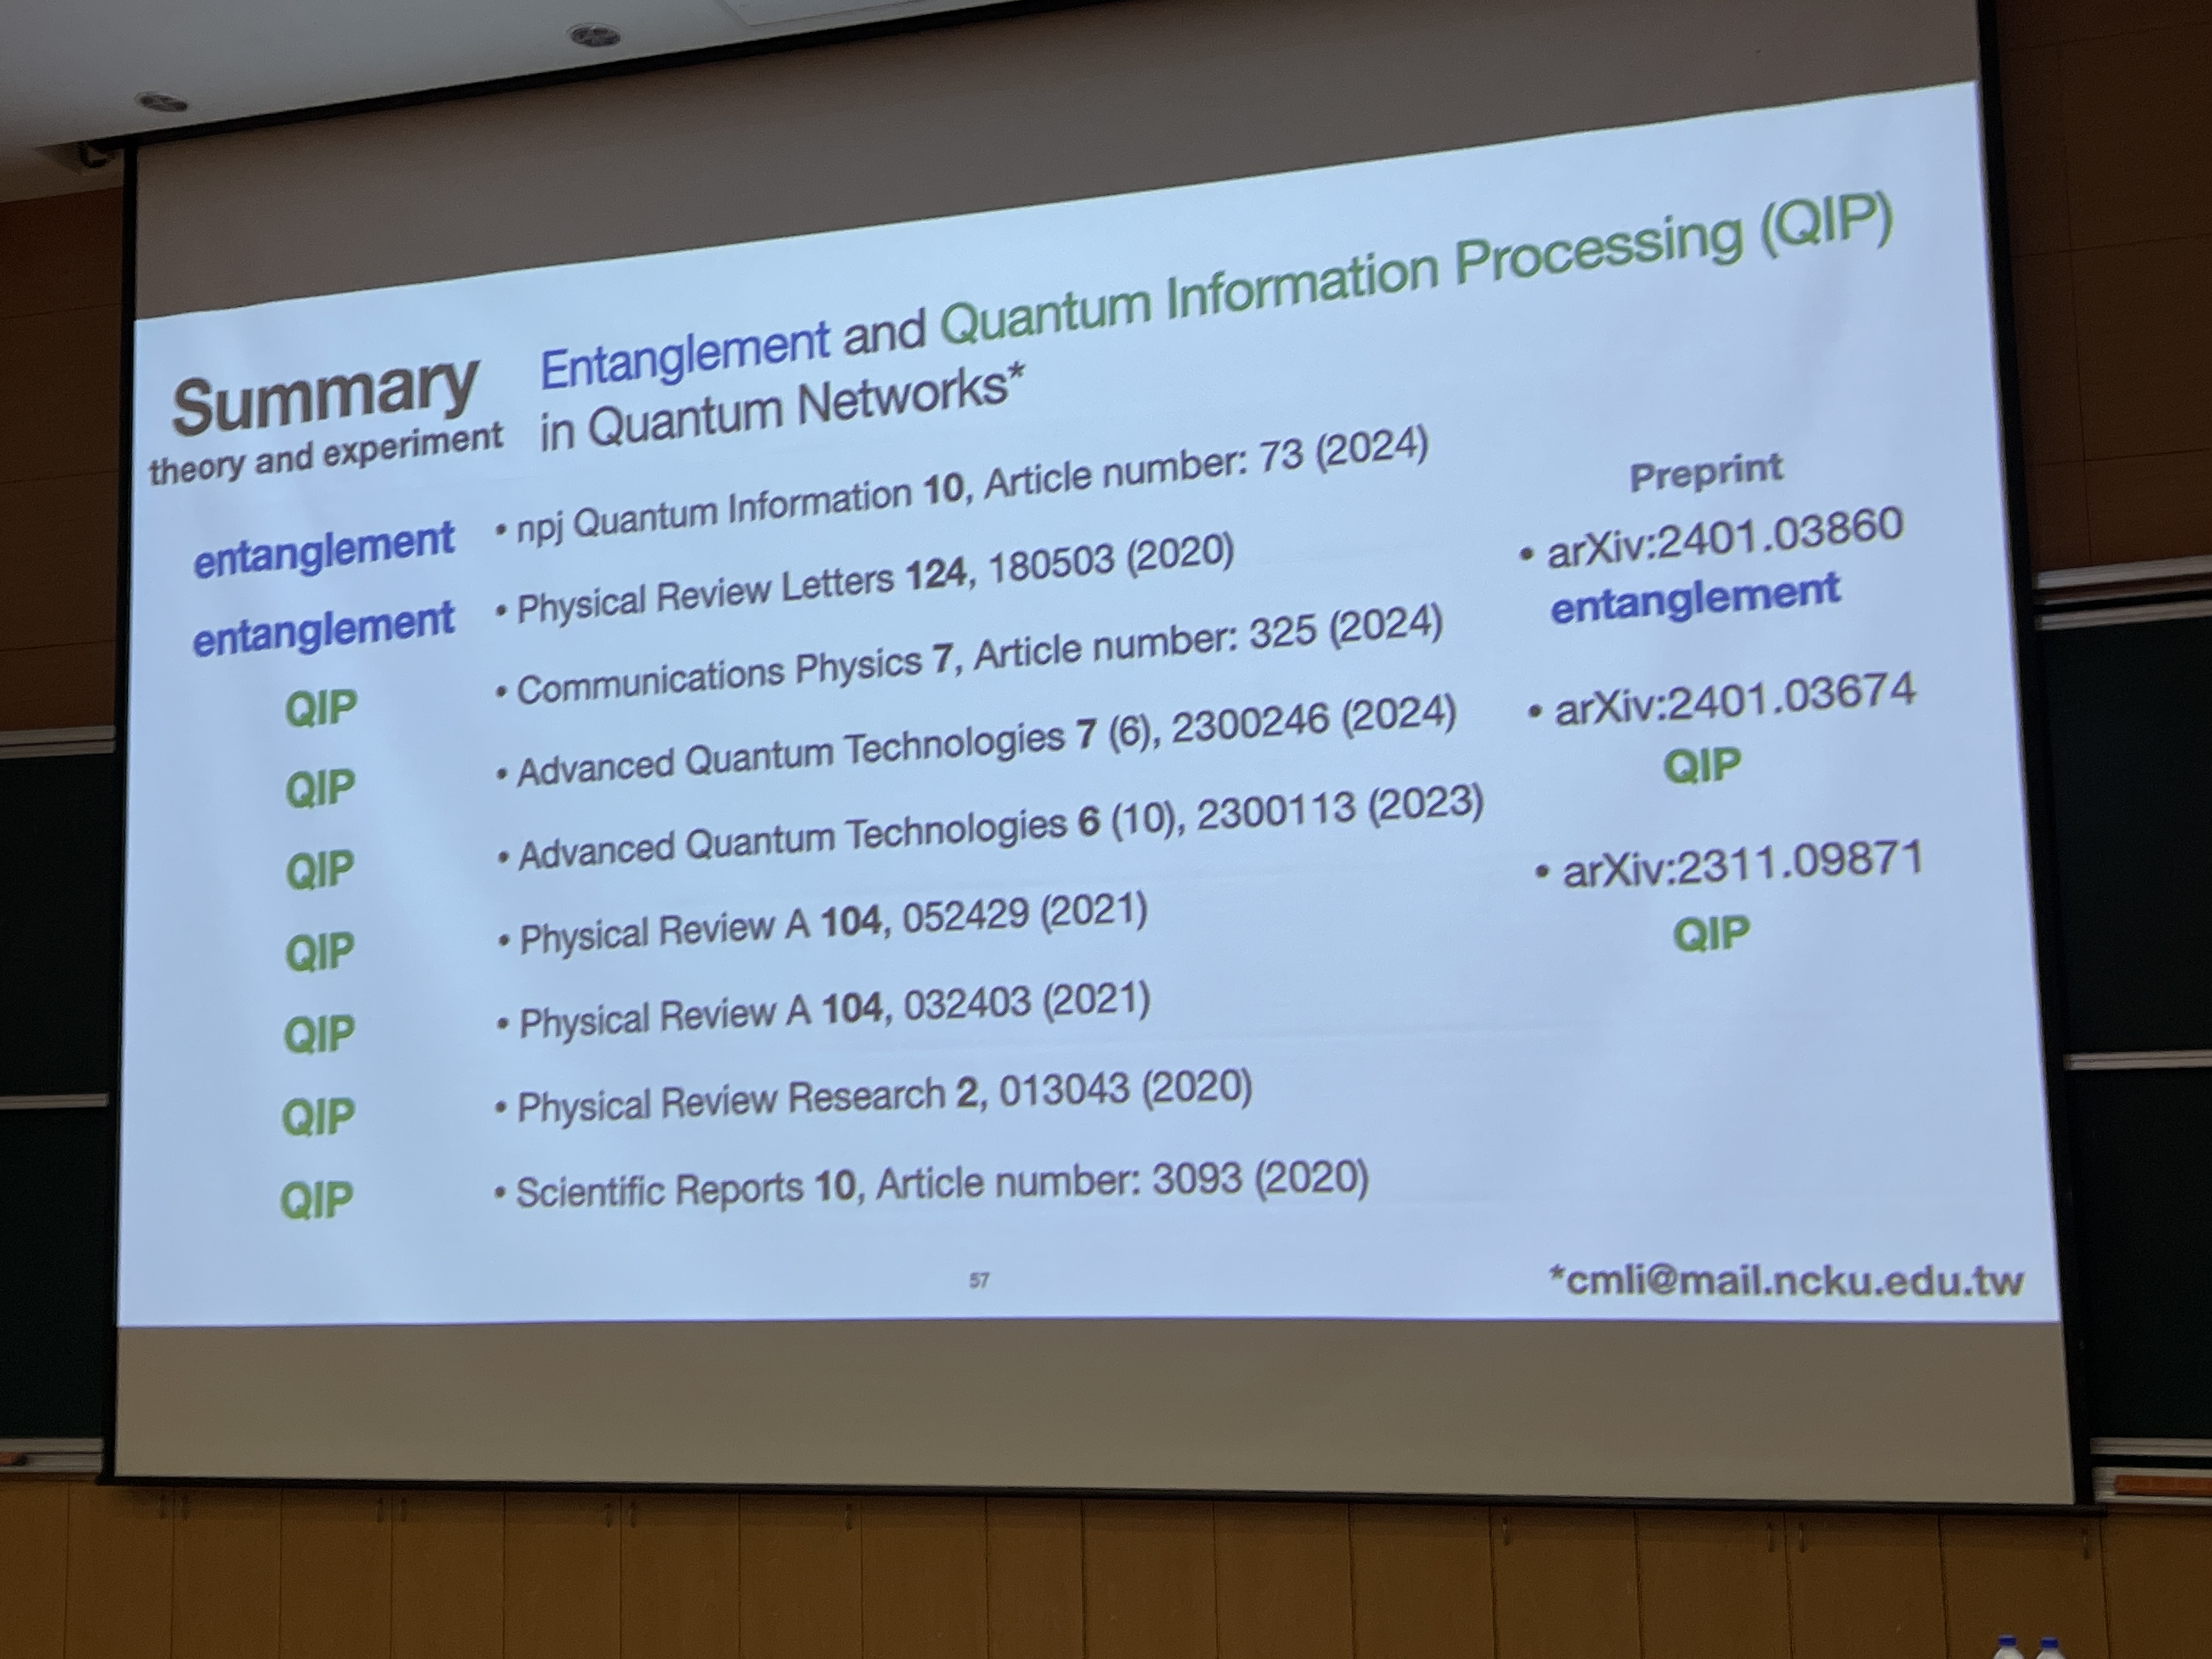 Summary
theory and experiment
Entanglement and Quantum Information Processing (QIP)
in Quantum Networks*
entanglement • npj Quantum Information 10, Article number: 73 (2024)
entanglement • Physical Review Letters 124, 180503 (2020)
QIP • Communications Physics 7, Article number: 325 (2024)
QIP • Advanced Quantum Technologies 7 (6), 2300246 (2024)
QIP • Advanced Quantum Technologies 6 (10), 2300113 (2023)
QIP • Physical Review A 104, 052429 (2021)
QIP • Physical Review A 104, 032403 (2021)
QIP • Physical Review Research 2, 013043 (2020)
QIP • Scientific Reports 10, Article number: 3093 (2020)
Preprint
• arXiv:2401.03860
entanglement
• arXiv:2401.03674
QIP
• arXiv:2311.09871
QIP
57
*cmli@mail.ncku.edu.tw